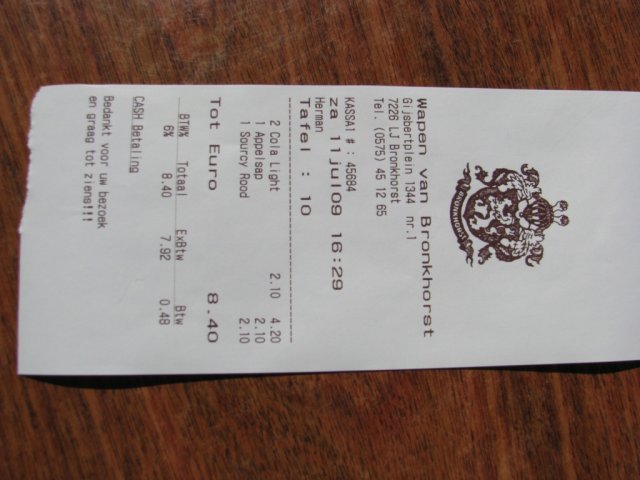 BRONKHORST
Wapen van Bronkhorst
Gijsbertplein 1344 nr.1
7226 LJ Bronkhorst
Tel. (0575) 45 12 65
KASSA1 # : 45684
za 11jul09 16:29
Herman
Tafel : 10
2 Cola Light 2.10 4.20
1 Appelsap 2.10
1 Sourcy Rood 2.10
Tot Euro 8.40
BTW% Totaal ExBtw Btw
6% 8.40 7.92 0.48
CASH Betaling
Bedankt voor uw bezoek
en graag tot ziens!!!